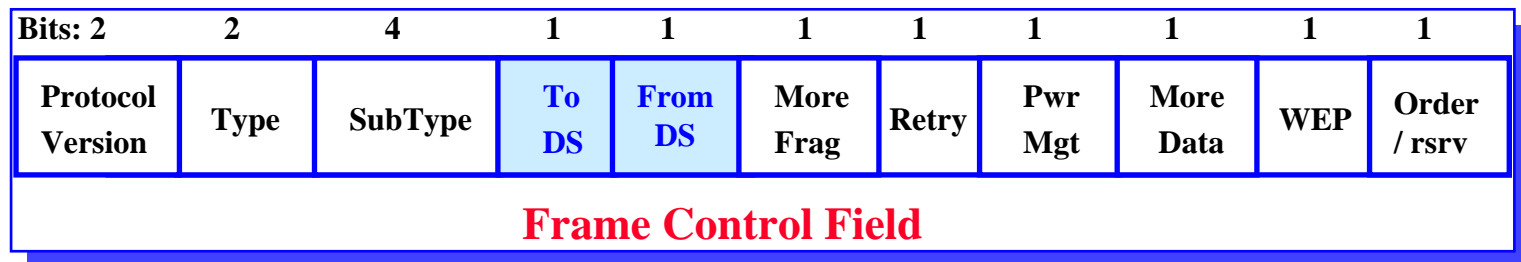 Bits: 2 2 4 1 1 1 1 1 1 1 1
Protocol Version Type SubType To DS From DS More Frag Retry Pwr Mgt More Data WEP Order / rsrv
Frame Control Field